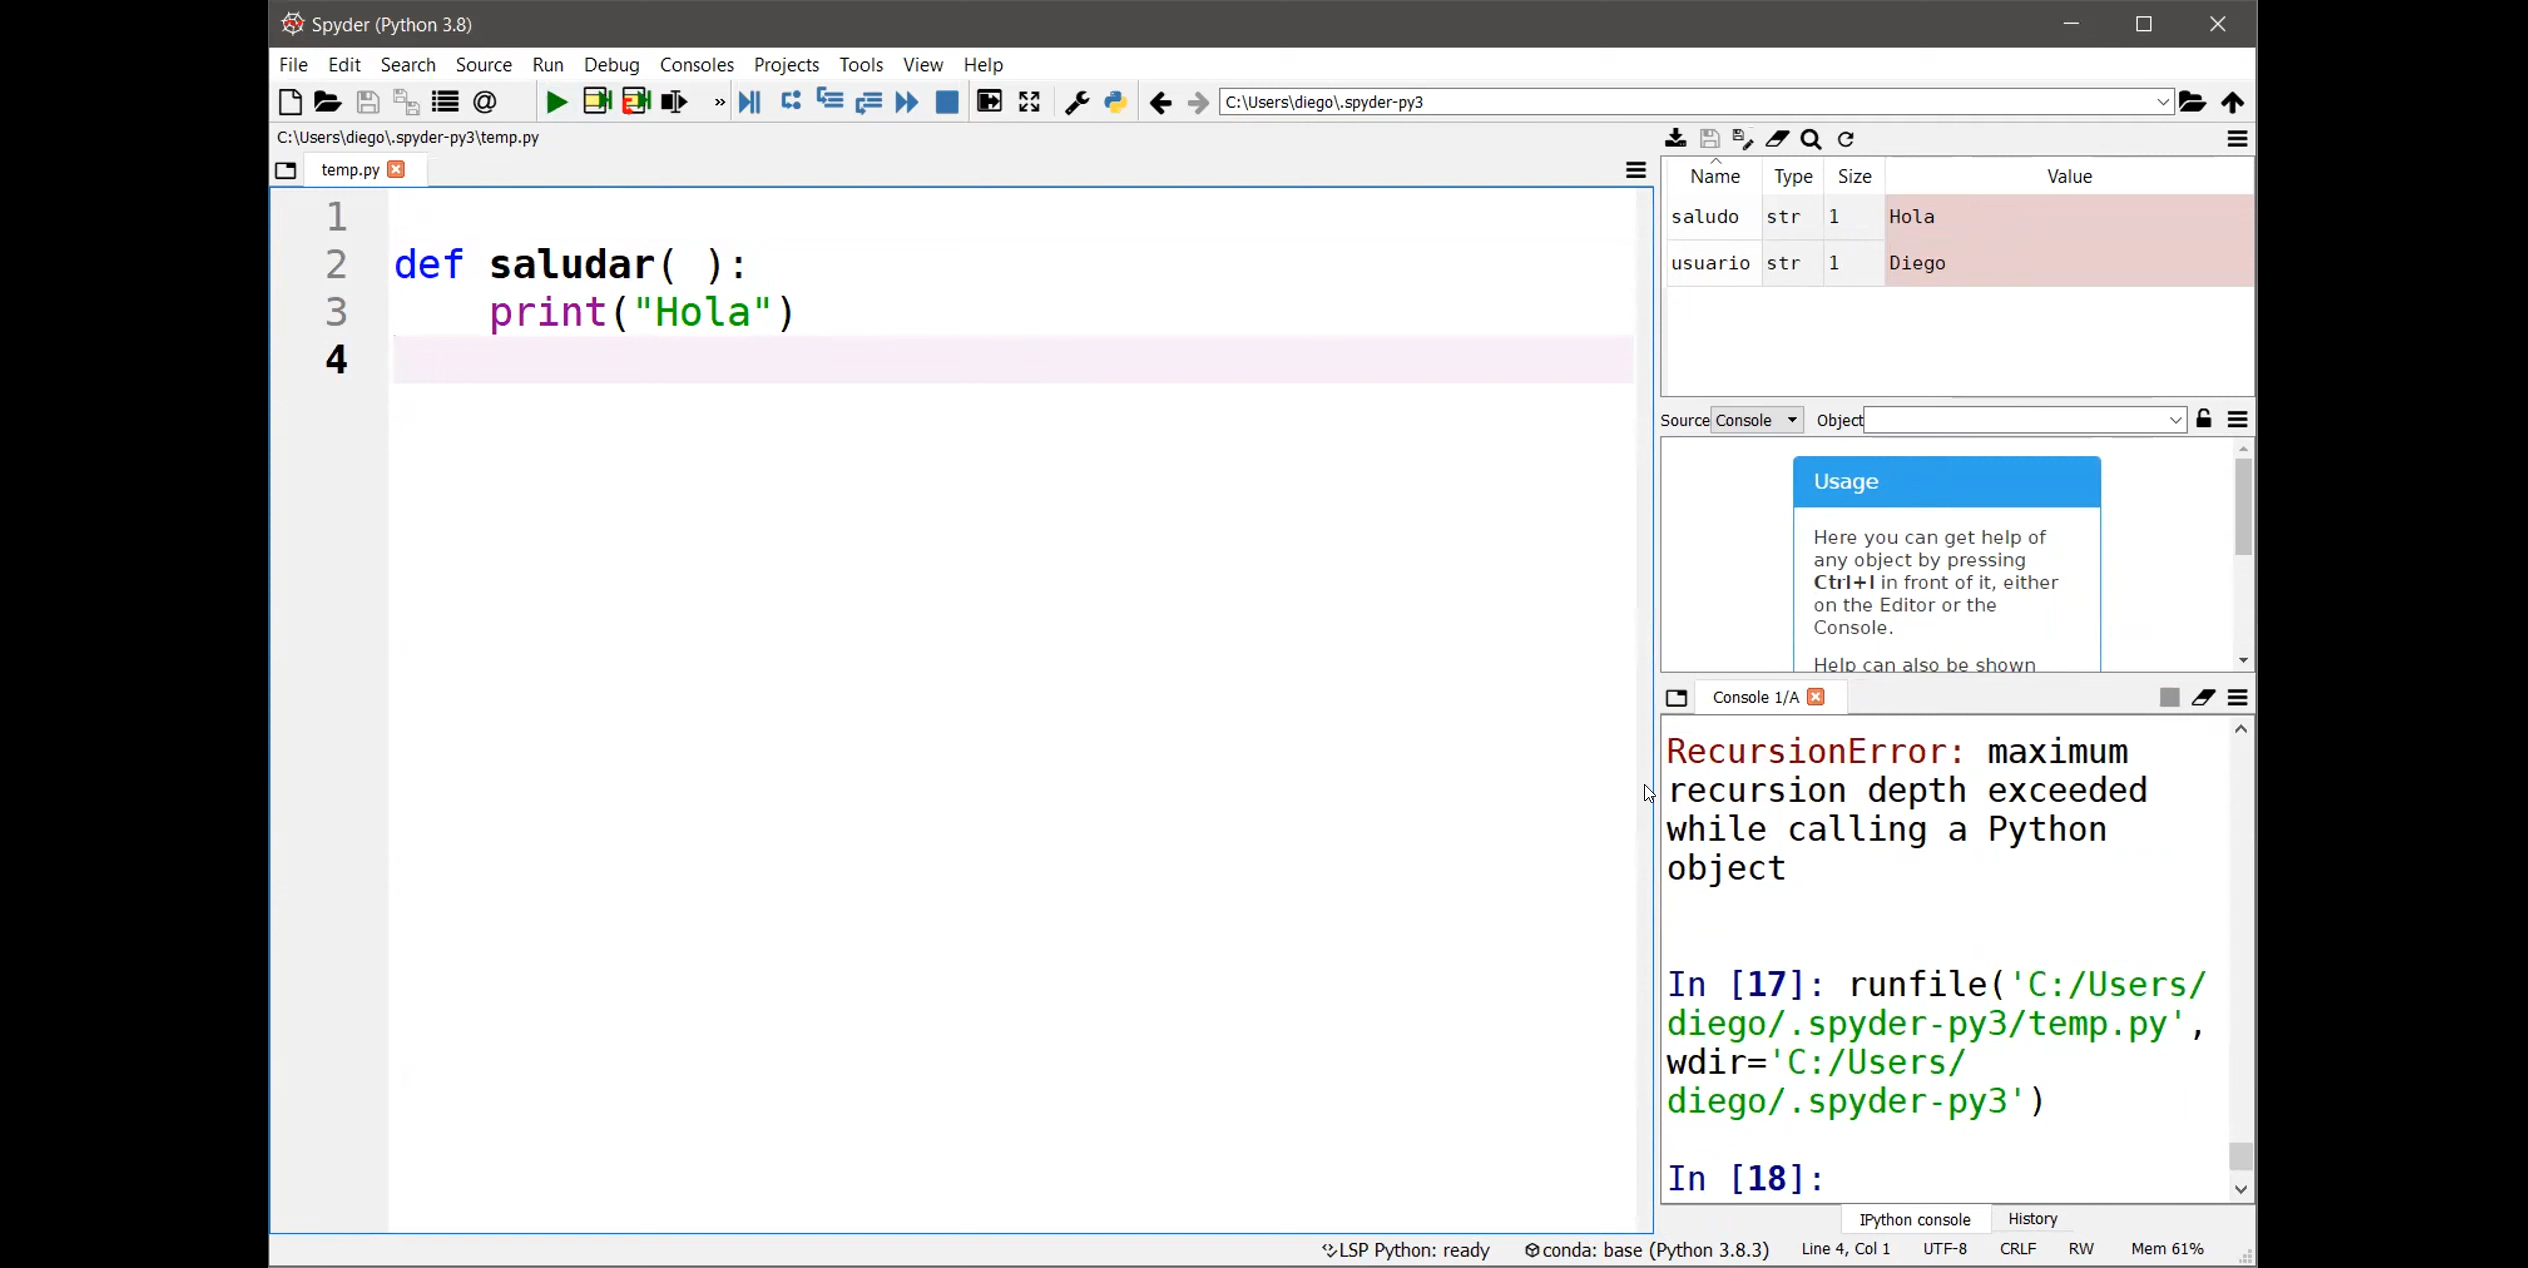 Spyder (Python 3.8)
File Edit Search Source Run Debug Consoles Projects Tools View Help
C:\Users\diego\.spyder-py3
C:\Users\diego\.spyder-py3\temp.py
temp.py
1
2 def saludar( ):
3 print("Hola")
4
Name Type Size Value
saludo str 1 Hola
usuario str 1 Diego
Source Console Object
Usage
Here you can get help of
any object by pressing
Ctrl+I in front of it, either
on the Editor or the
Console.
Help can also be shown
Console 1/A
RecursionError: maximum
recursion depth exceeded
while calling a Python
object
In [17]: runfile('C:/Users/
diego/.spyder-py3/temp.py',
wdir='C:/Users/
diego/.spyder-py3')
In [18]:
IPython console History
LSP Python: ready conda: base (Python 3.8.3) Line 4, Col 1 UTF-8 CRLF RW Mem 61%